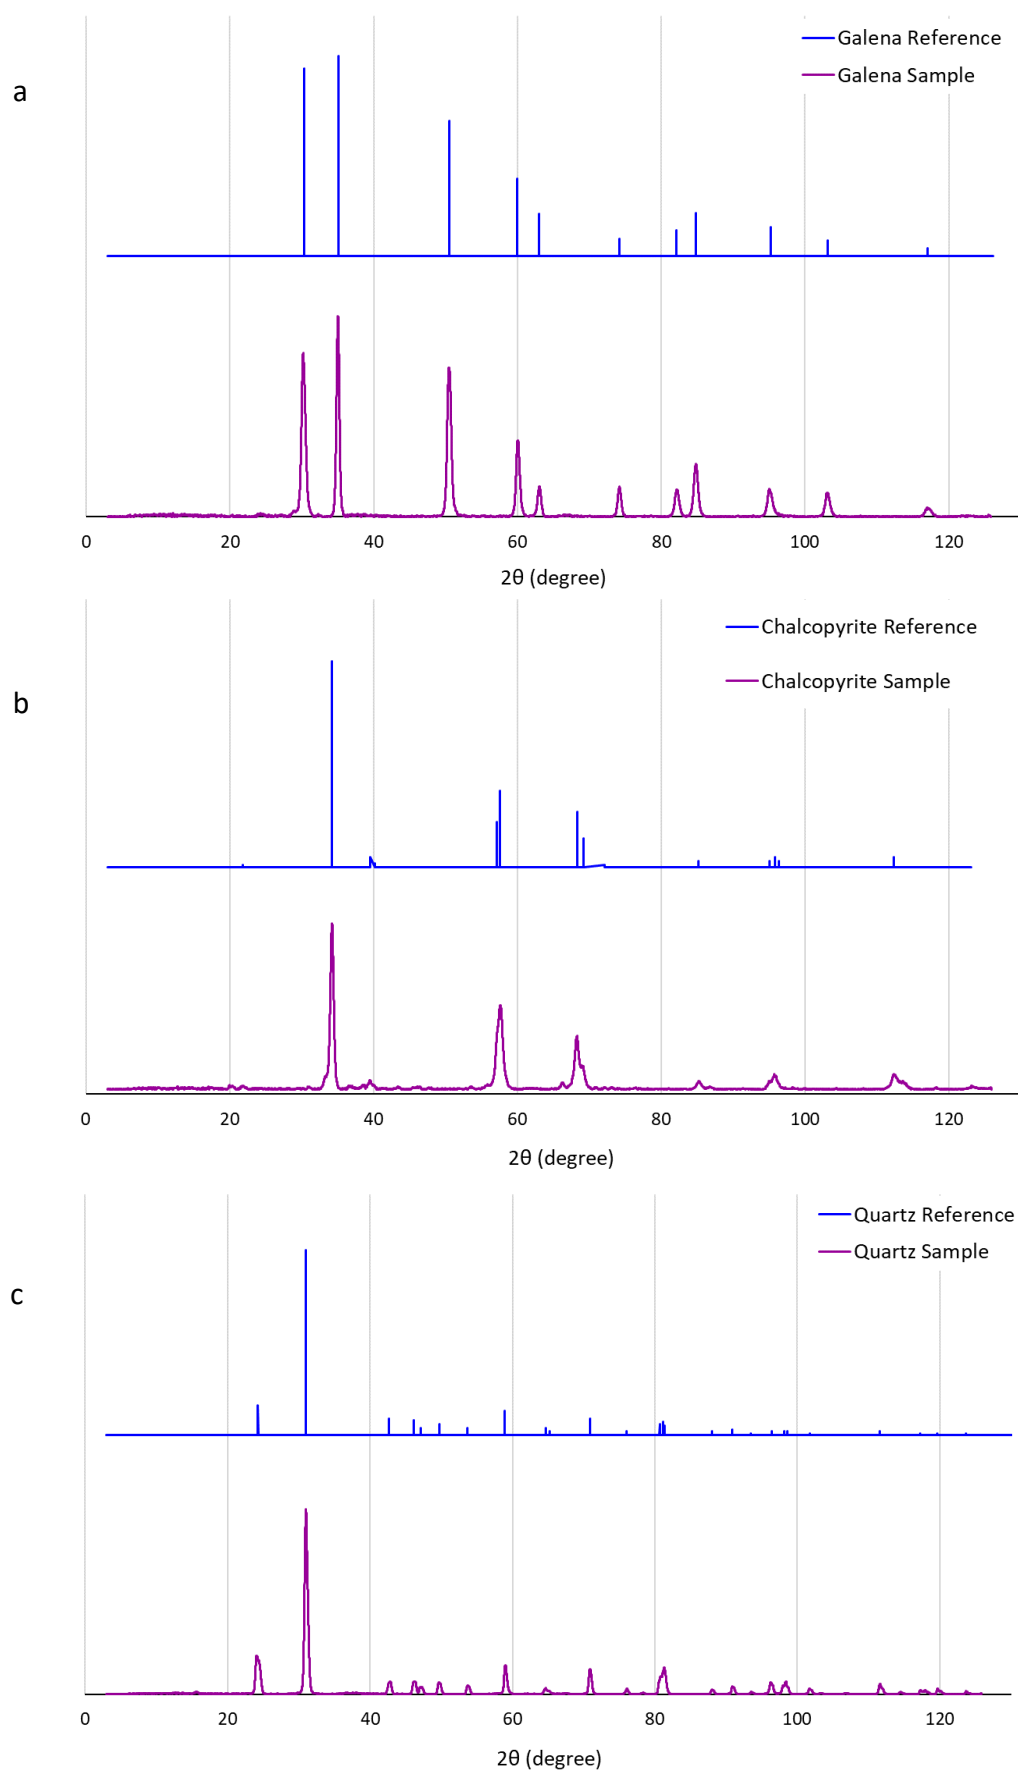 a
Galena Reference
Galena Sample
0 20 40 60 80 100 120
2θ (degree)
b
Chalcopyrite Reference
Chalcopyrite Sample
0 20 40 60 80 100 120
2θ (degree)
c
Quartz Reference
Quartz Sample
0 20 40 60 80 100 120
2θ (degree)